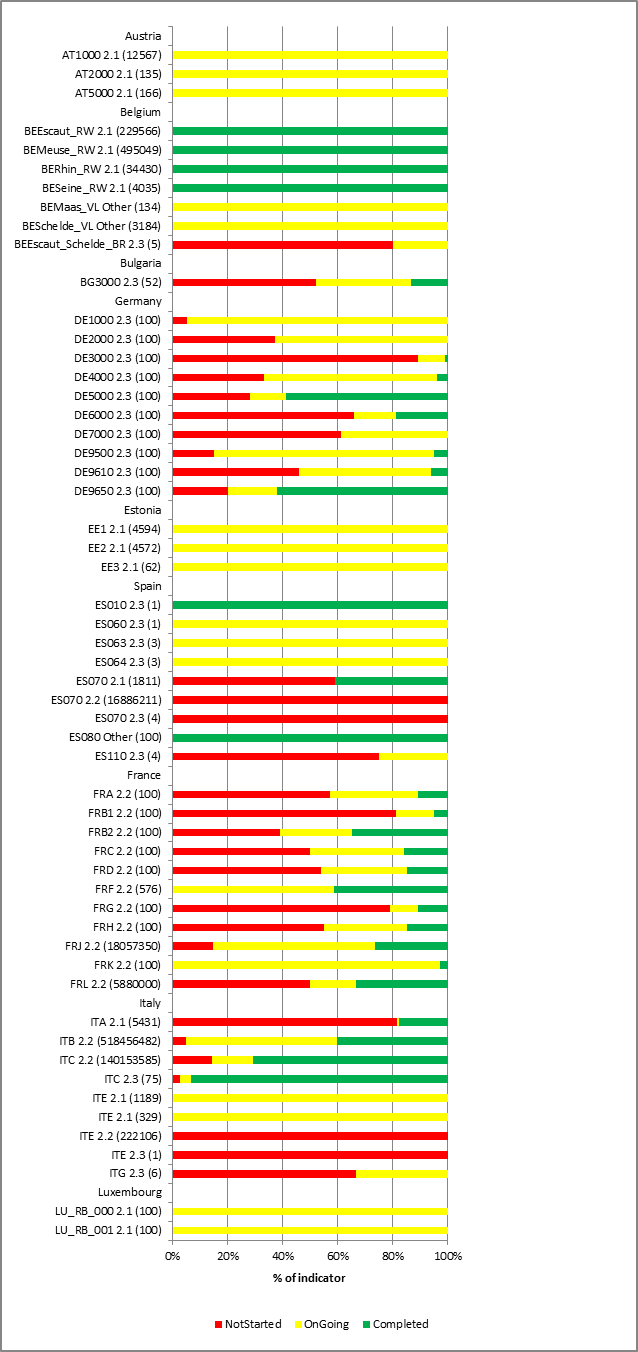 Austria
AT1000 2.1 (12567)
AT2000 2.1 (135)
AT5000 2.1 (166)
Belgium
BEEscaut_RW 2.1 (229566)
BEMeuse_RW 2.1 (495049)
BERhin_RW 2.1 (34430)
BESeine_RW 2.1 (4035)
BEMaas_VL Other (134)
BESchelde_VL Other (3184)
BEEscaut_Schelde_BR 2.3 (5)
Bulgaria
BG3000 2.3 (52)
Germany
DE1000 2.3 (100)
DE2000 2.3 (100)
DE3000 2.3 (100)
DE4000 2.3 (100)
DE5000 2.3 (100)
DE6000 2.3 (100)
DE7000 2.3 (100)
DE9500 2.3 (100)
DE9610 2.3 (100)
DE9650 2.3 (100)
Estonia
EE1 2.1 (4594)
EE2 2.1 (4572)
EE3 2.1 (62)
Spain
ES010 2.3 (1)
ES060 2.3 (1)
ES063 2.3 (3)
ES064 2.3 (3)
ES070 2.1 (1811)
ES070 2.2 (16886211)
ES070 2.3 (4)
ES080 Other (100)
ES110 2.3 (4)
France
FRA 2.2 (100)
FRB1 2.2 (100)
FRB2 2.2 (100)
FRC 2.2 (100)
FRD 2.2 (100)
FRF 2.2 (576)
FRG 2.2 (100)
FRH 2.2 (100)
FRJ 2.2 (18057350)
FRK 2.2 (100)
FRL 2.2 (5880000)
Italy
ITA 2.1 (5431)
ITB 2.2 (518456482)
ITC 2.2 (140153585)
ITC 2.3 (75)
ITE 2.1 (1189)
ITE 2.1 (329)
ITE 2.2 (222106)
ITE 2.3 (1)
ITG 2.3 (6)
Luxembourg
LU_RB_000 2.1 (100)
LU_RB_001 2.1 (100)
0% 20% 40% 60% 80% 100%
% of indicator
NotStarted OnGoing Completed